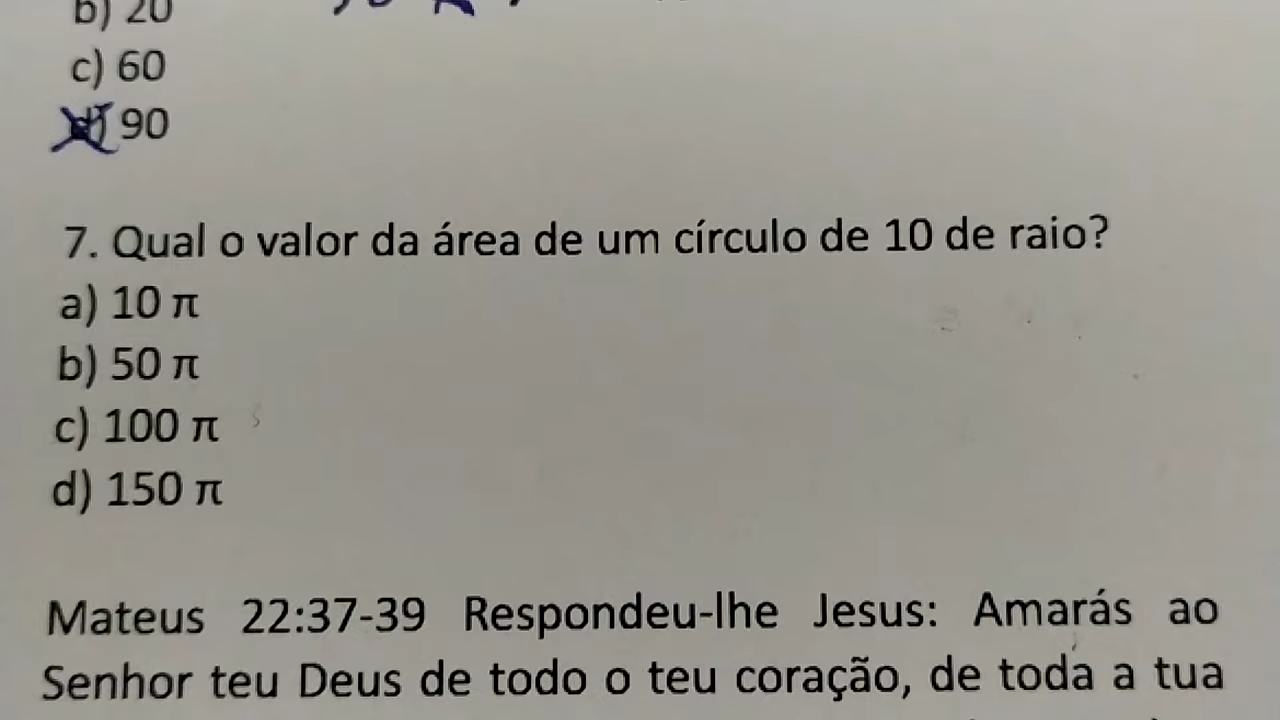 b) 20
c) 60
90
7. Qual o valor da área de um círculo de 10 de raio?
a) 10 π
b) 50 π
c) 100 π
d) 150 π
Mateus 22:37-39 Respondeu-lhe Jesus: Amarás ao
Senhor teu Deus de todo o teu coração, de toda a tua